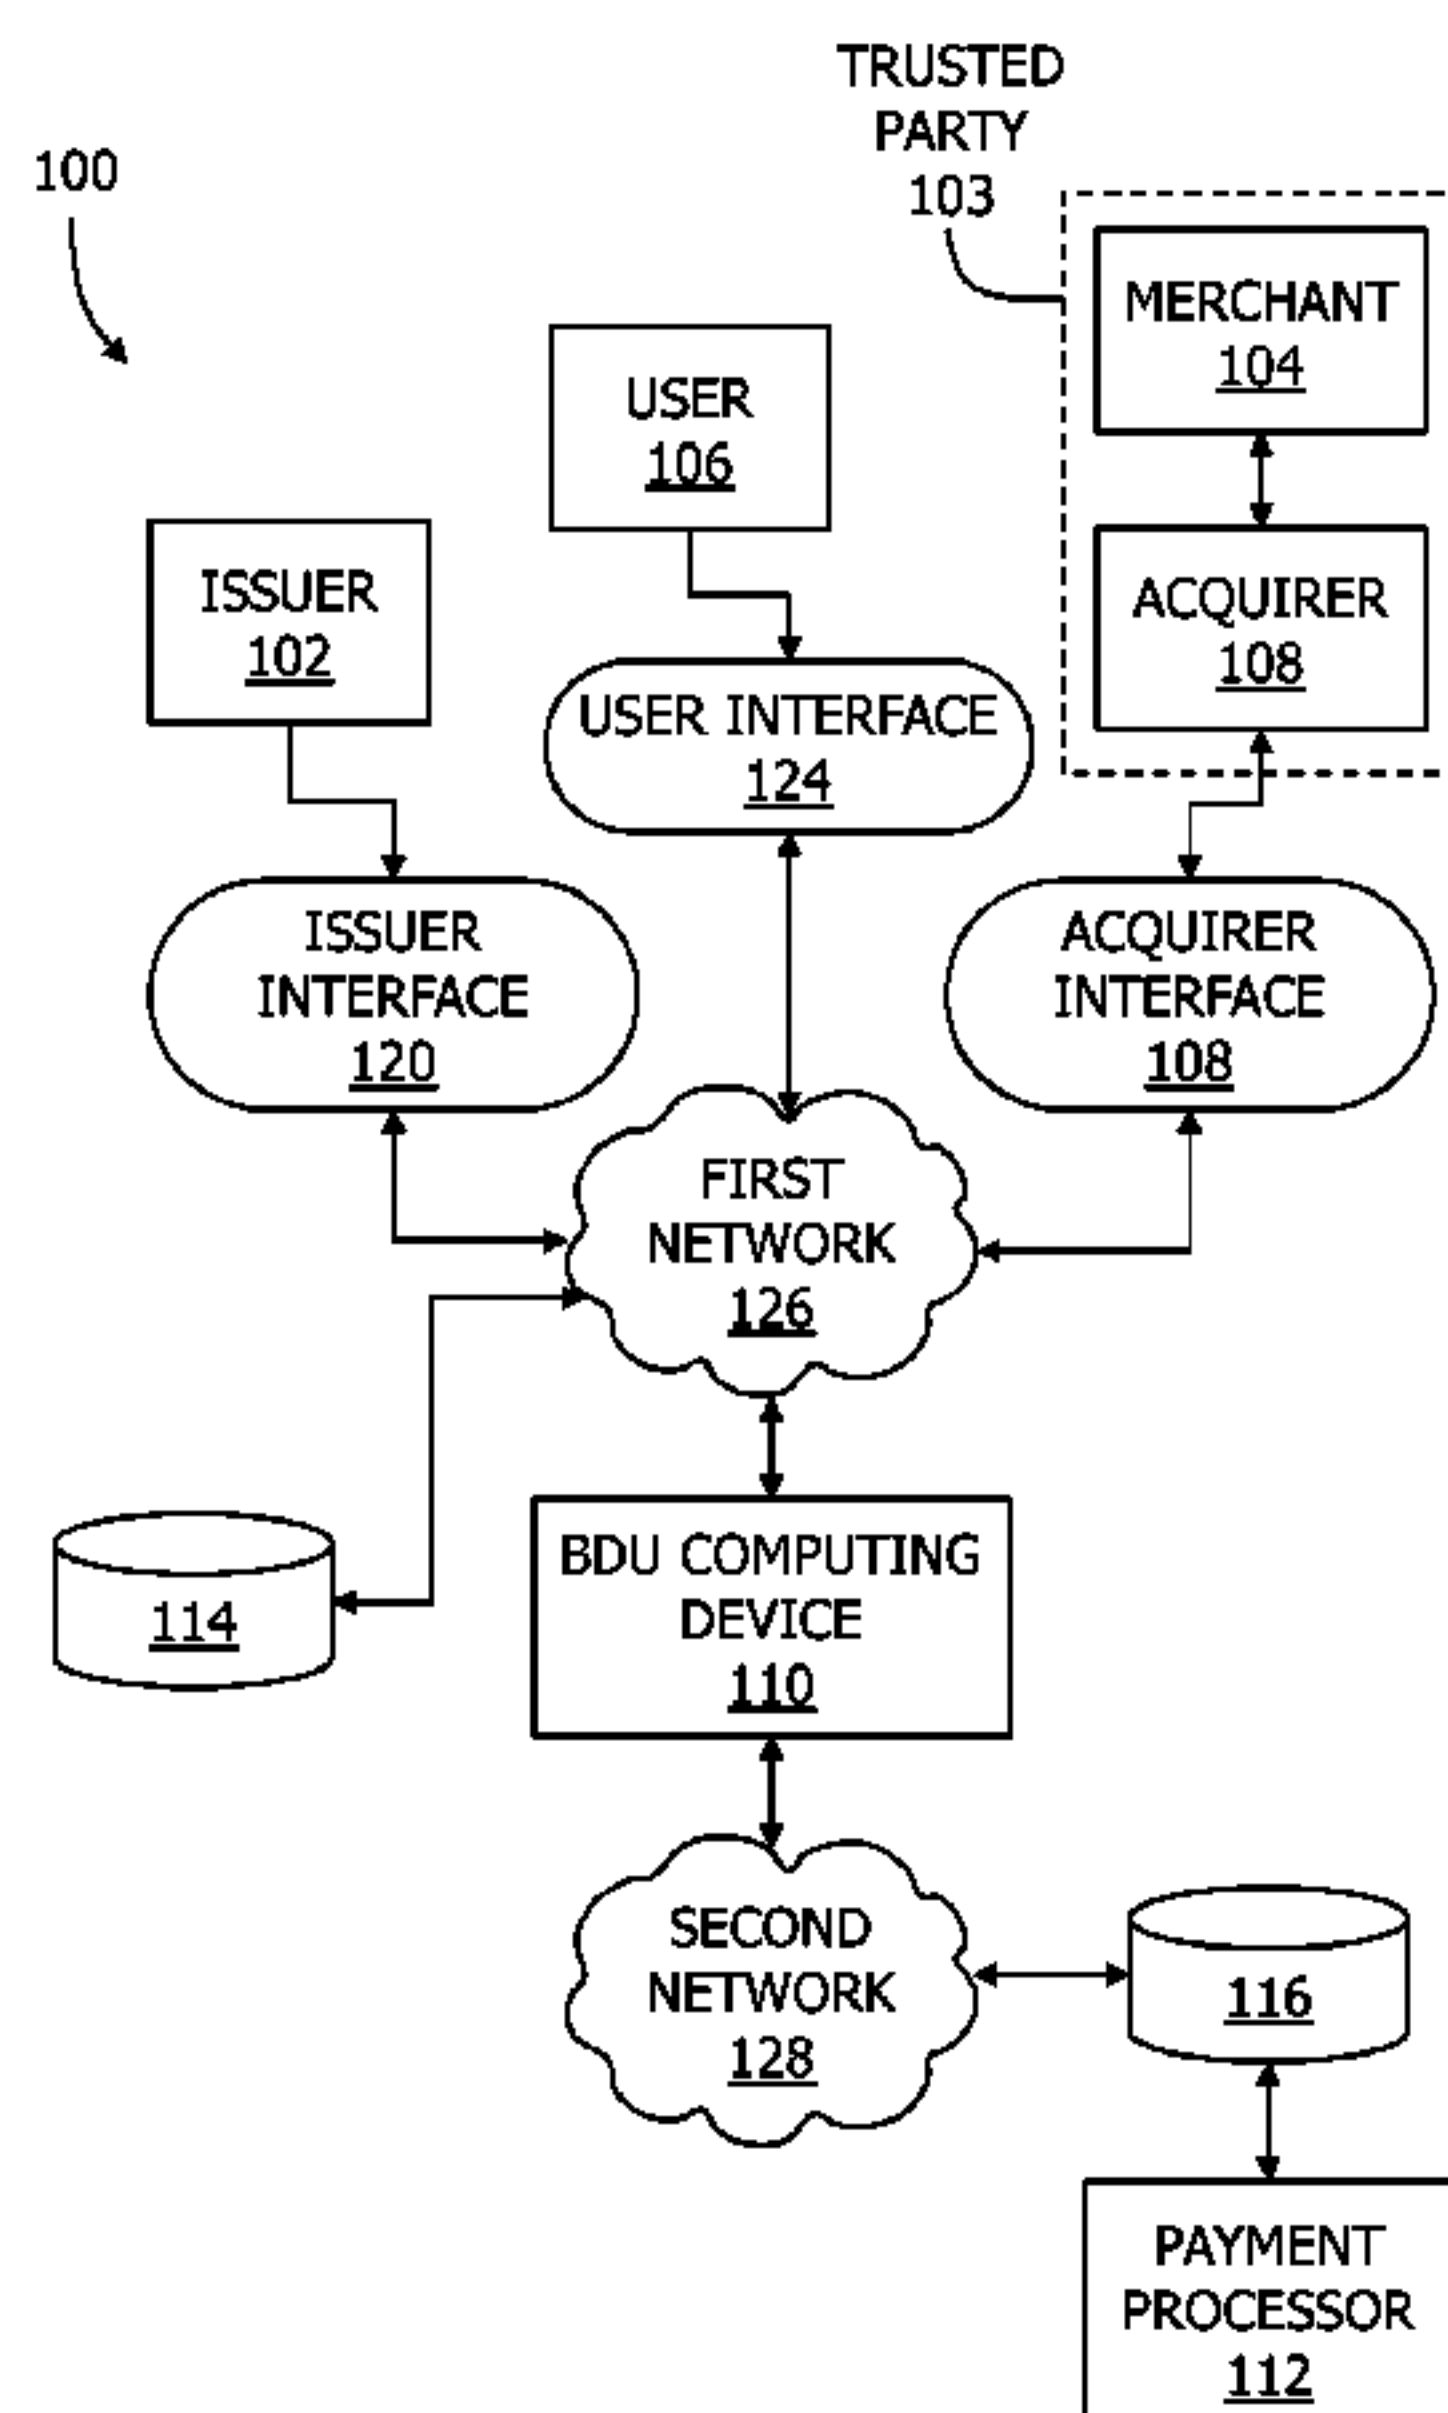 TRUSTED
PARTY
103
100
MERCHANT
104
USER
106
ISSUER
102
ACQUIRER
108
USER INTERFACE
124
ISSUER
INTERFACE
120
ACQUIRER
INTERFACE
108
FIRST
NETWORK
126
BDU COMPUTING
DEVICE
110
114
SECOND
NETWORK
128
116
PAYMENT
PROCESSOR
112